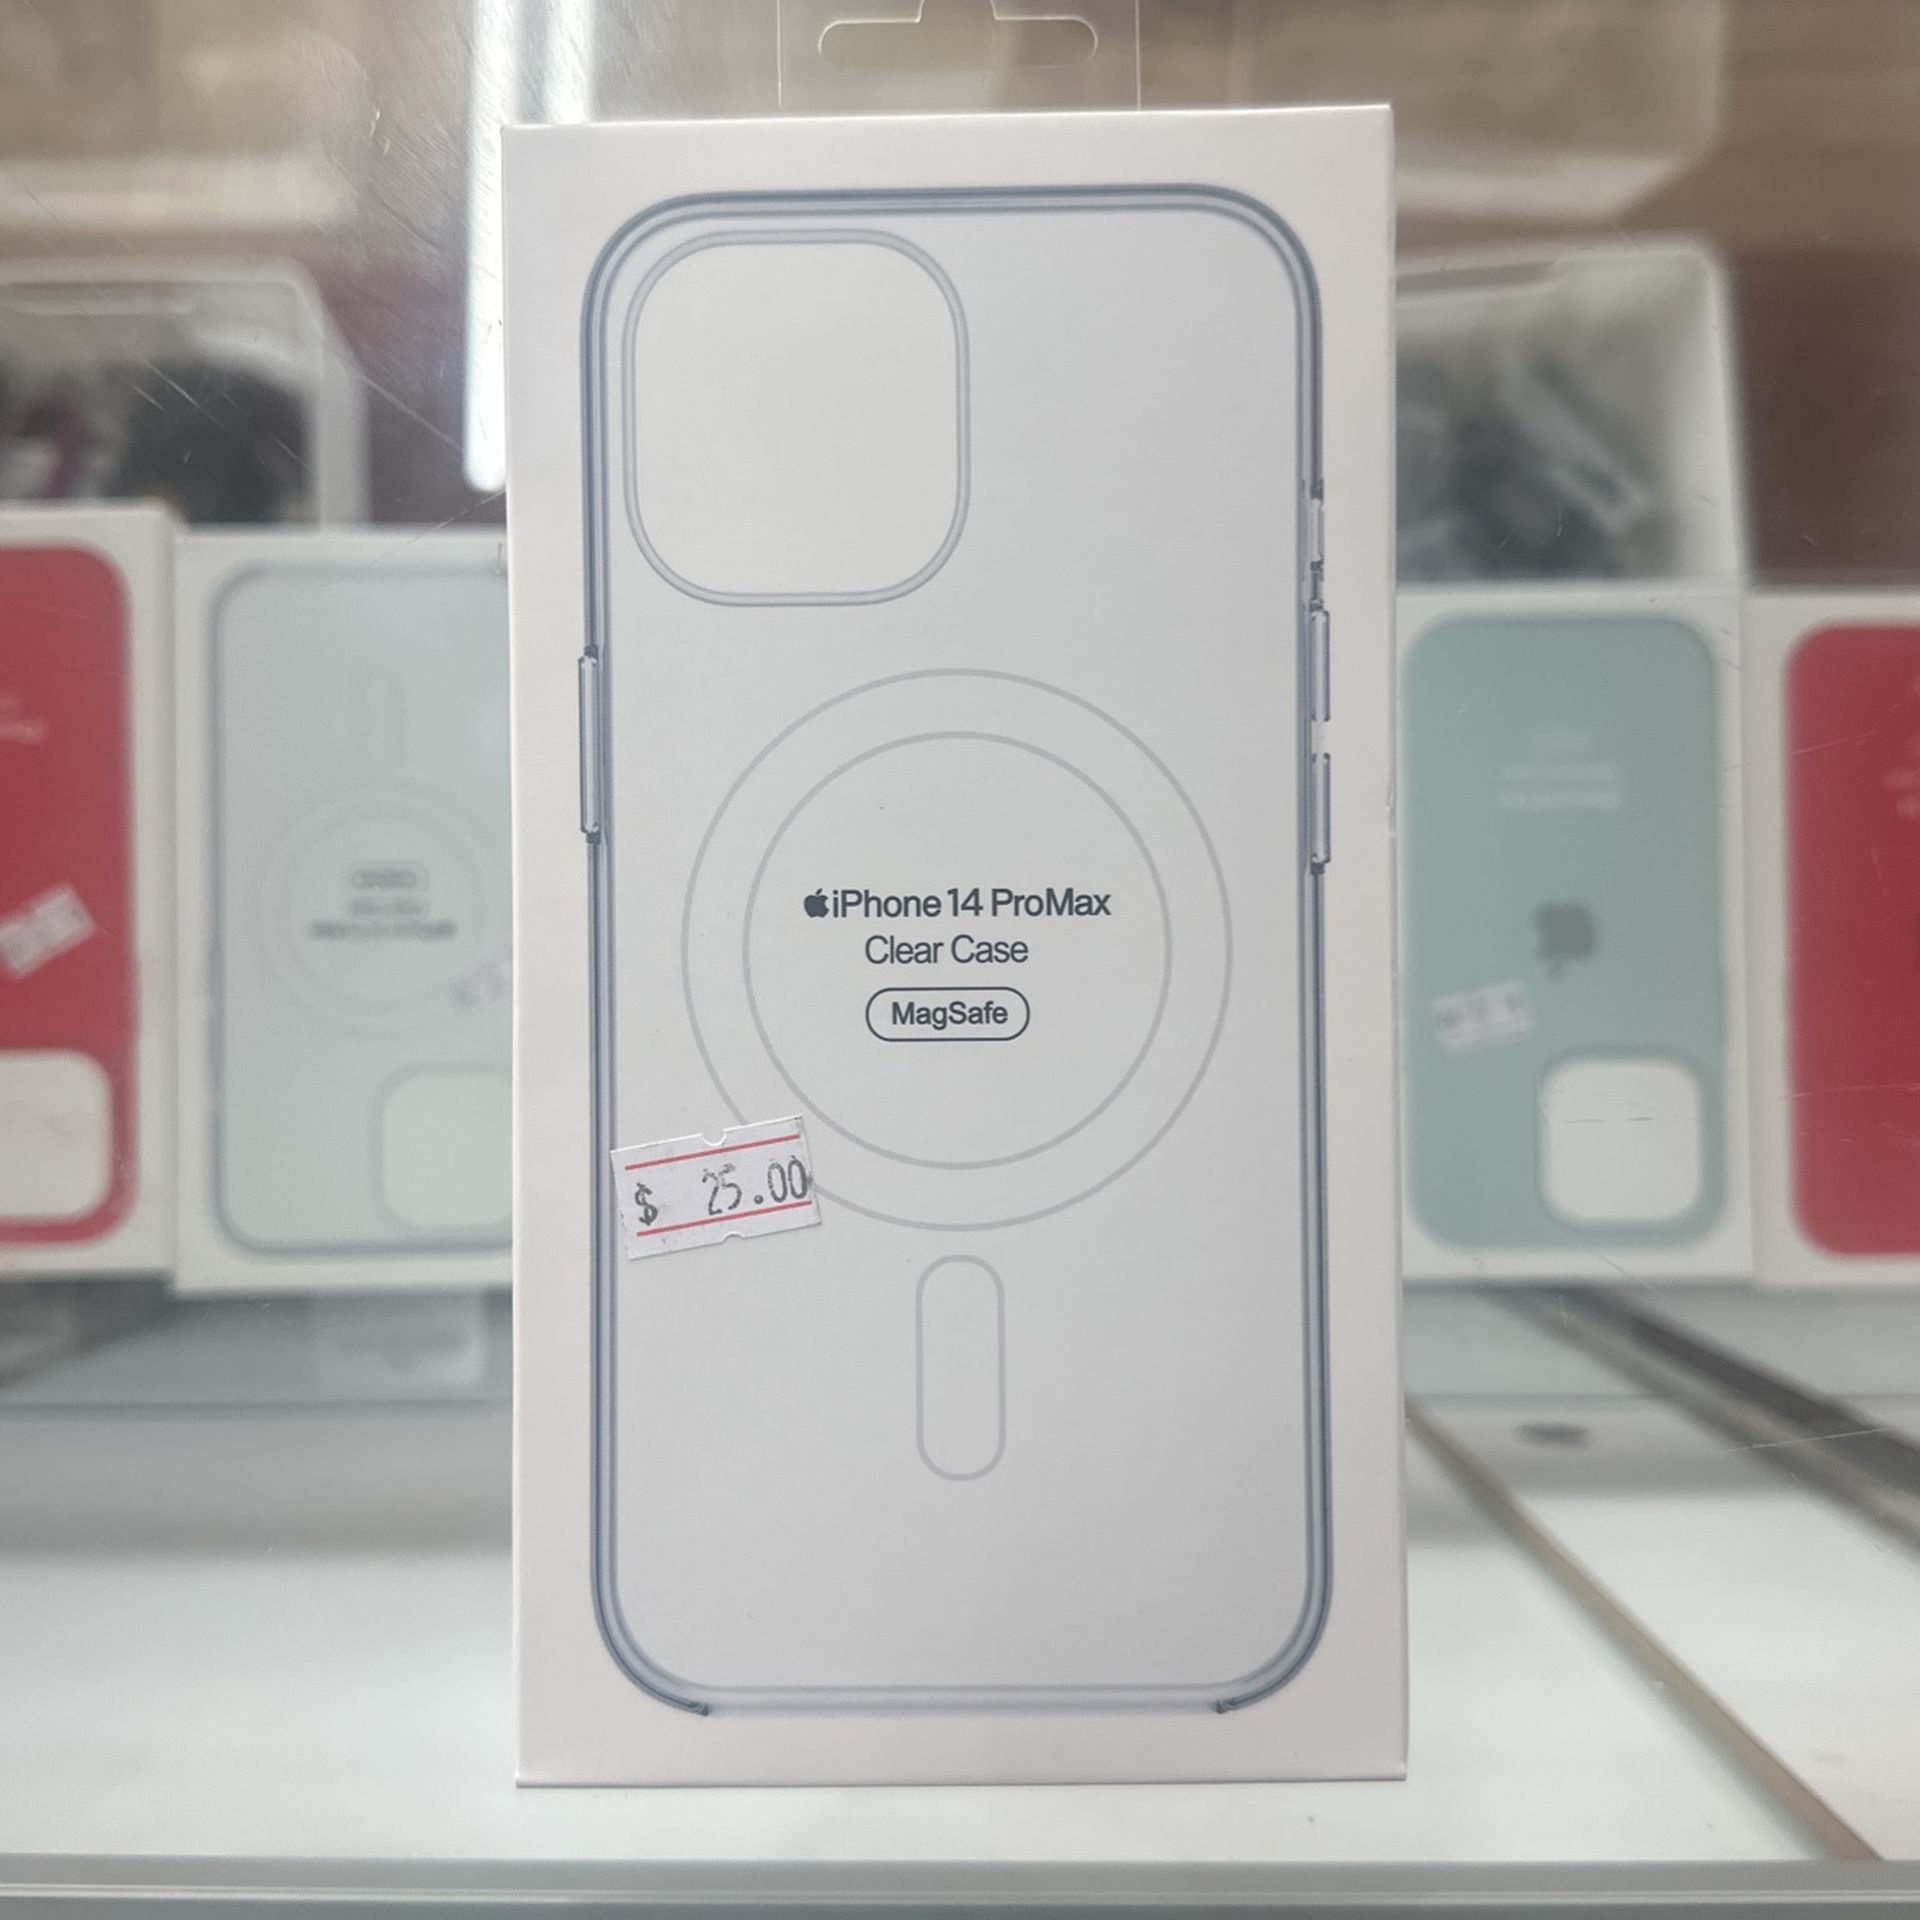 iPhone 14 ProMax
Clear Case
MagSafe
$ 25.00